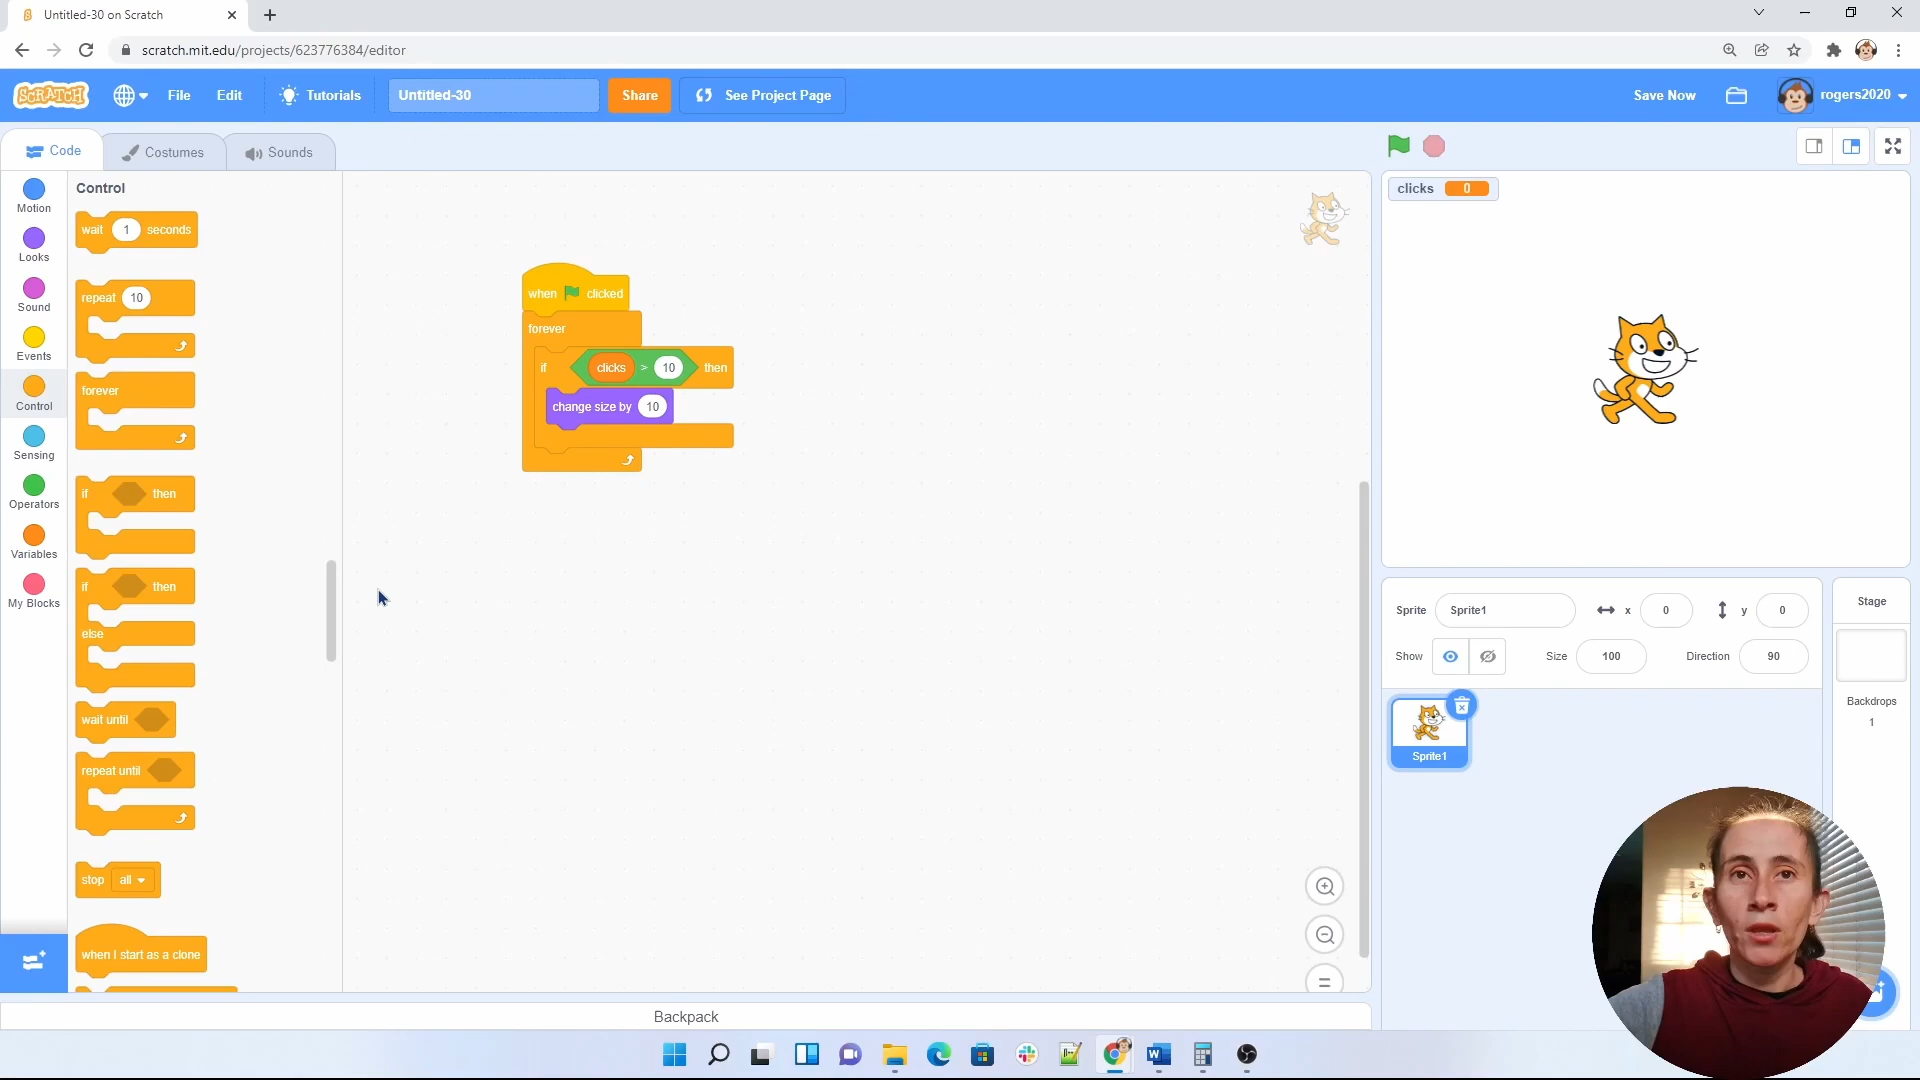 Untitled-30 on Scratch
scratch.mit.edu/projects/623776384/editor
SCRATCH
File
Edit
Tutorials
Untitled-30
Share
See Project Page
Save Now
rogers2020
Code
Costumes
Sounds
Motion
Looks
Sound
Events
Control
Sensing
Operators
Variables
My Blocks
Control
wait 1 seconds
repeat 10
forever
if then
if then
else
wait until
repeat until
stop all
when I start as a clone
when clicked
forever
if clicks > 10 then
change size by 10
clicks 0
Sprite Sprite1 x 0 y 0
Show Size 100 Direction 90
Sprite1
Stage
Backdrops
1
Backpack